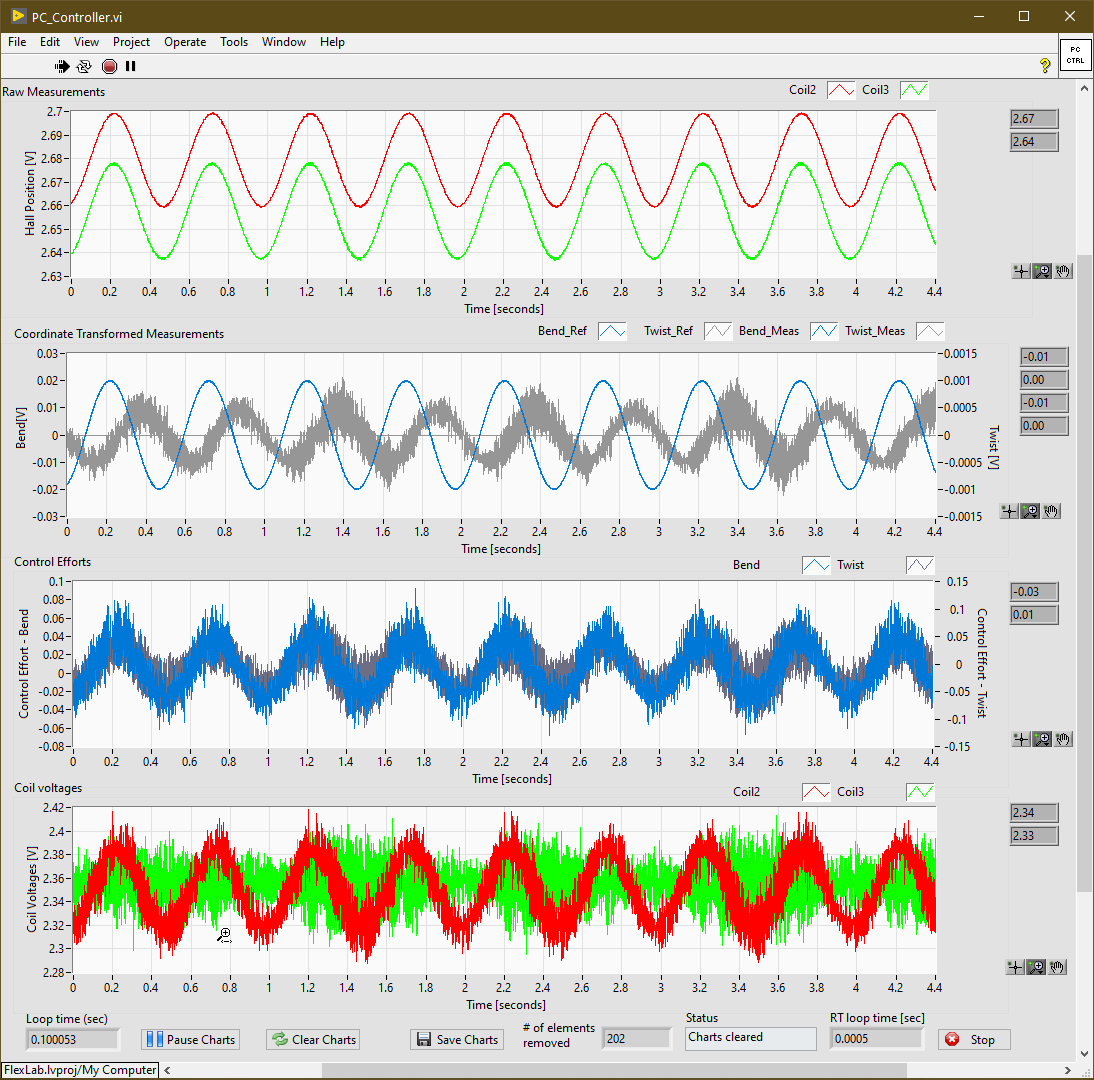 PC_Controller.vi
File Edit View Project Operate Tools Window Help
PC
CTRL
Raw Measurements
Coil2 Coil3
2.67
2.64
Hall Position [V]
2.7
2.69
2.68
2.67
2.66
2.65
2.64
2.63
0 0.2 0.4 0.6 0.8 1 1.2 1.4 1.6 1.8 2 2.2 2.4 2.6 2.8 3 3.2 3.4 3.6 3.8 4 4.2 4.4
Time [seconds]
Coordinate Transformed Measurements
Bend_Ref Twist_Ref Bend_Meas Twist_Meas
-0.01
0.00
-0.01
0.00
Bend[V]
0.03
0.02
0.01
0
-0.01
-0.02
-0.03
0.0015
0.001
0.0005
0
-0.0005
-0.001
-0.0015
Twist [V]
0 0.2 0.4 0.6 0.8 1 1.2 1.4 1.6 1.8 2 2.2 2.4 2.6 2.8 3 3.2 3.4 3.6 3.8 4 4.2 4.4
Time [seconds]
Control Efforts
Bend Twist
-0.03
0.01
Control Effort - Bend
0.1
0.08
0.06
0.04
0.02
0
-0.02
-0.04
-0.06
-0.08
0.15
0.1
0.05
0
-0.05
-0.1
-0.15
Control Effort - Twist
0 0.2 0.4 0.6 0.8 1 1.2 1.4 1.6 1.8 2 2.2 2.4 2.6 2.8 3 3.2 3.4 3.6 3.8 4 4.2 4.4
Time [seconds]
Coil voltages
Coil2 Coil3
2.34
2.33
Coil Voltages [V]
2.42
2.4
2.38
2.36
2.34
2.32
2.3
2.28
0 0.2 0.4 0.6 0.8 1 1.2 1.4 1.6 1.8 2 2.2 2.4 2.6 2.8 3 3.2 3.4 3.6 3.8 4 4.2 4.4
Time [seconds]
Loop time (sec)
0.100053
Pause Charts
Clear Charts
Save Charts
# of elements
removed
202
Status
Charts cleared
RT loop time [sec]
0.0005
Stop
FlexLab.lvproj/My Computer